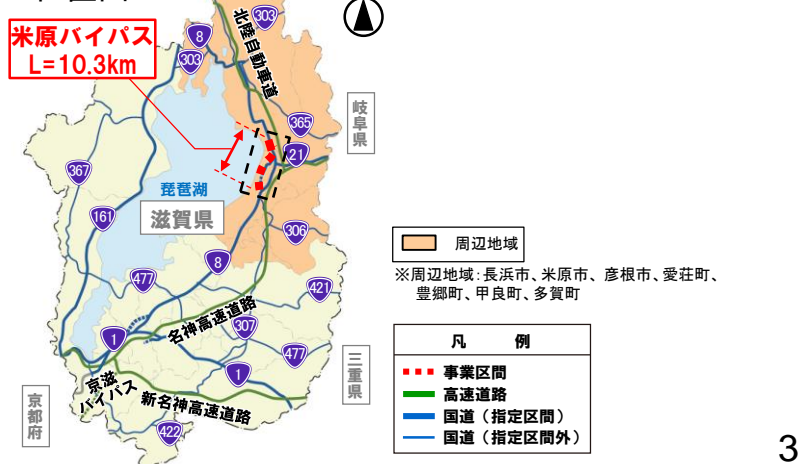 米原バイパス
L=10.3km
303
8
303
北陸自動車道
岐阜県
365
21
367
琵琶湖
161
滋賀県
306
8
477
421
名神高速道路
307
1
477
1
三重県
京滋
バイパス
新名神高速道路
京都府
422
周辺地域
※周辺地域:長浜市、米原市、彦根市、愛荘町、
豊郷町、甲良町、多賀町
凡 例
事業区間
高速道路
国道（指定区間）
国道（指定区間外）
3